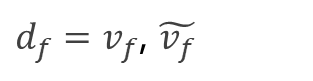 d_f = v_f, \widetilde{v_f}